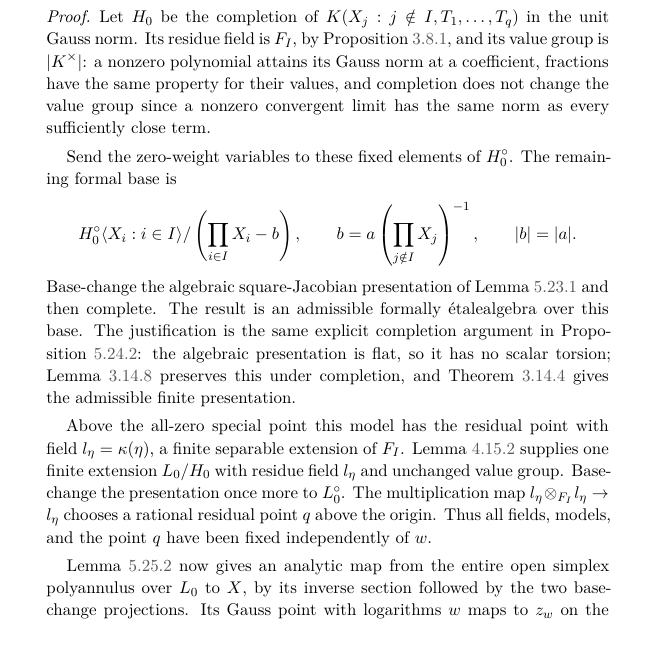 Proof. Let H₀ be the completion of K(X_j : j ∉ I, T₁, . . . , T_q) in the unit
Gauss norm. Its residue field is F_I, by Proposition 3.8.1, and its value group is
|K^×|: a nonzero polynomial attains its Gauss norm at a coefficient, fractions
have the same property for their values, and completion does not change the
value group since a nonzero convergent limit has the same norm as every
sufficiently close term.
Send the zero-weight variables to these fixed elements of H₀°. The remain-
ing formal base is
H₀°⟨X_i : i ∈ I⟩/ (∏_{i∈I} X_i − b), b = a (∏_{j∉I} X_j)^{−1}, |b| = |a|.
Base-change the algebraic square-Jacobian presentation of Lemma 5.23.1 and
then complete. The result is an admissible formally étalealgebra over this
base. The justification is the same explicit completion argument in Propo-
sition 5.24.2: the algebraic presentation is flat, so it has no scalar torsion;
Lemma 3.14.8 preserves this under completion, and Theorem 3.14.4 gives
the admissible finite presentation.
Above the all-zero special point this model has the residual point with
field l_η = κ(η), a finite separable extension of F_I. Lemma 4.15.2 supplies one
finite extension L₀/H₀ with residue field l_η and unchanged value group. Base-
change the presentation once more to L₀°. The multiplication map l_η ⊗_{F_I} l_η →
l_η chooses a rational residual point q above the origin. Thus all fields, models,
and the point q have been fixed independently of w.
Lemma 5.25.2 now gives an analytic map from the entire open simplex
polyannulus over L₀ to X, by its inverse section followed by the two base-
change projections. Its Gauss point with logarithms w maps to z_w on the